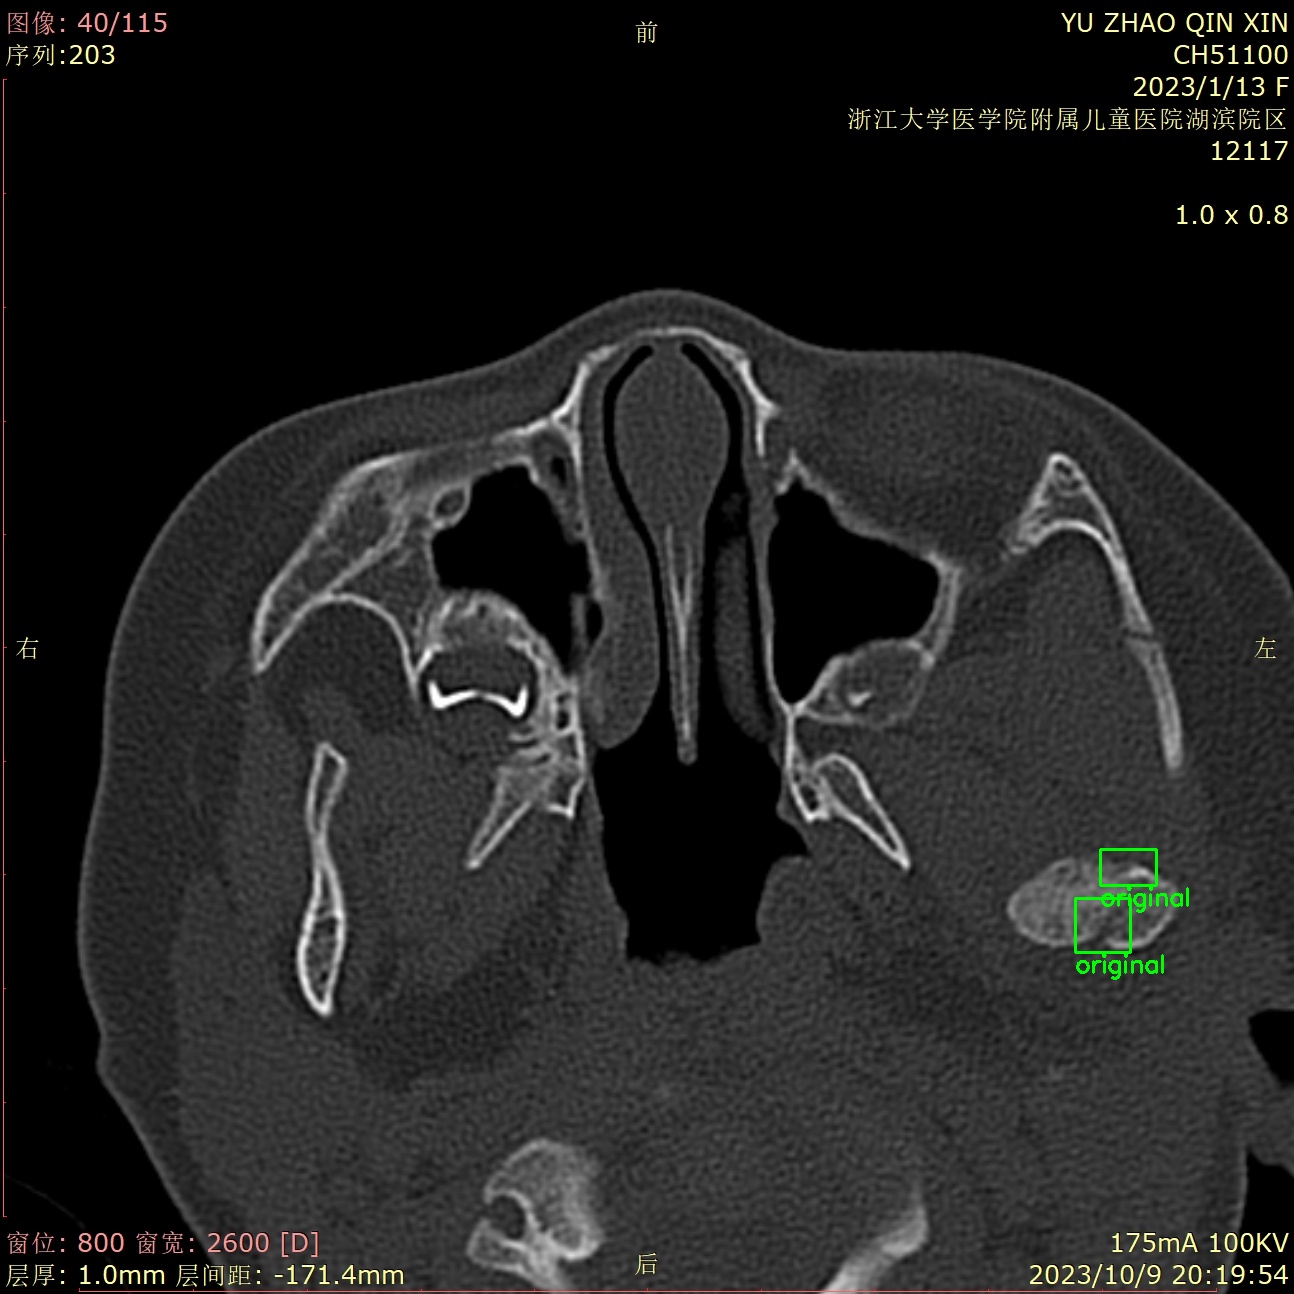 图像: 40/115
序列:203
前
YU ZHAO QIN XIN
CH51100
2023/1/13 F
浙江大学医学院附属儿童医院湖滨院区
12117
1.0 x 0.8
右
左
original
original
窗位: 800 窗宽: 2600 [D]
层厚: 1.0mm 层间距: -171.4mm
后
175mA 100KV
2023/10/9 20:19:54